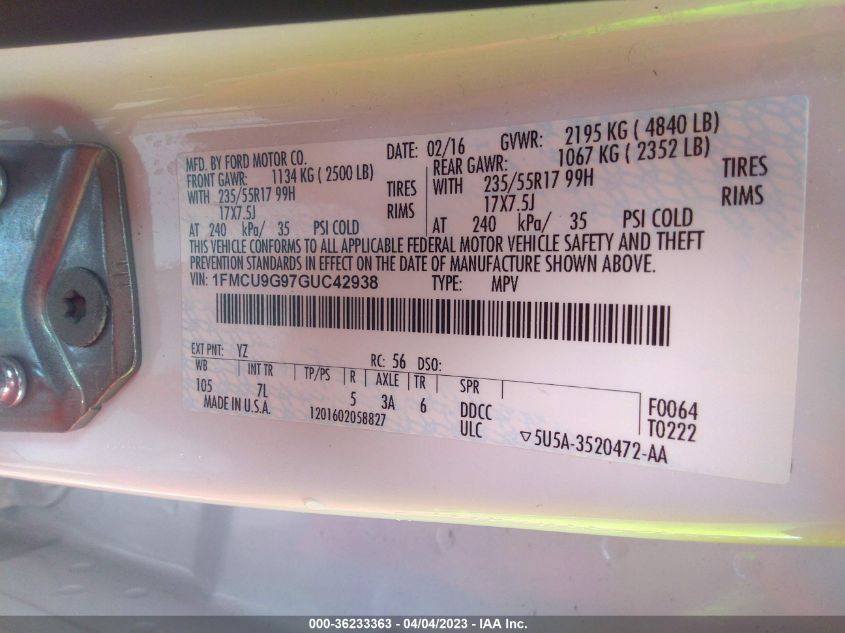 MFD. BY FORD MOTOR CO.
DATE: 02/16 GVWR: 2195 KG ( 4840 LB)
FRONT GAWR: 1134 KG ( 2500 LB)
WITH 235/55R17 99H TIRES
17X7.5J RIMS
AT 240 kPa/ 35 PSI COLD
REAR GAWR: 1067 KG ( 2352 LB)
WITH 235/55R17 99H TIRES
17X7.5J RIMS
AT 240 kPa/ 35 PSI COLD
THIS VEHICLE CONFORMS TO ALL APPLICABLE FEDERAL MOTOR VEHICLE SAFETY AND THEFT
PREVENTION STANDARDS IN EFFECT ON THE DATE OF MANUFACTURE SHOWN ABOVE.
VIN: 1FMCU9G97GUC42938 TYPE: MPV
EXT PNT: YZ RC: 56 DSO:
WB INT TR TP/PS R AXLE TR SPR
105 7L 5 3A 6 DDCC F0064
MADE IN U.S.A. 1201602058827 ULC T0222
▽5U5A-3520472-AA
000-36233363 - 04/04/2023 - IAA Inc.